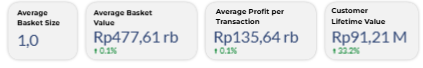 Average
Basket Size
1,0
Average Basket
Value
Rp477,61 rb
↑ 0.1%
Average Profit per
Transaction
Rp135,64 rb
↑ 0.1%
Customer
Lifetime Value
Rp91,21 M
↑ 33.2%